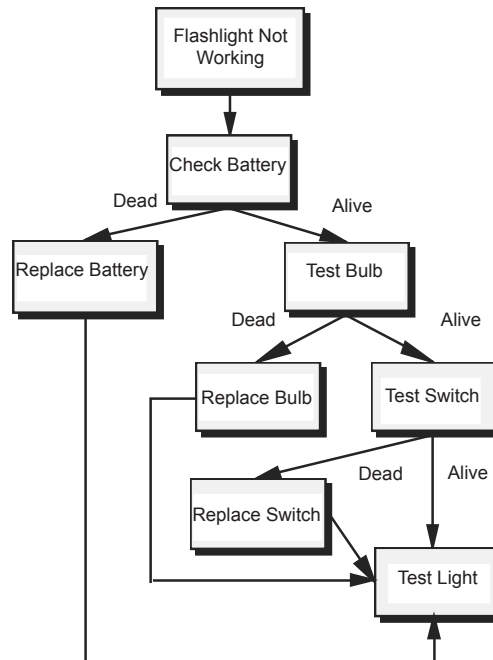 Flashlight Not
Working
Check Battery
Dead
Alive
Replace Battery
Test Bulb
Dead
Alive
Replace Bulb
Test Switch
Dead
Alive
Replace Switch
Test Light